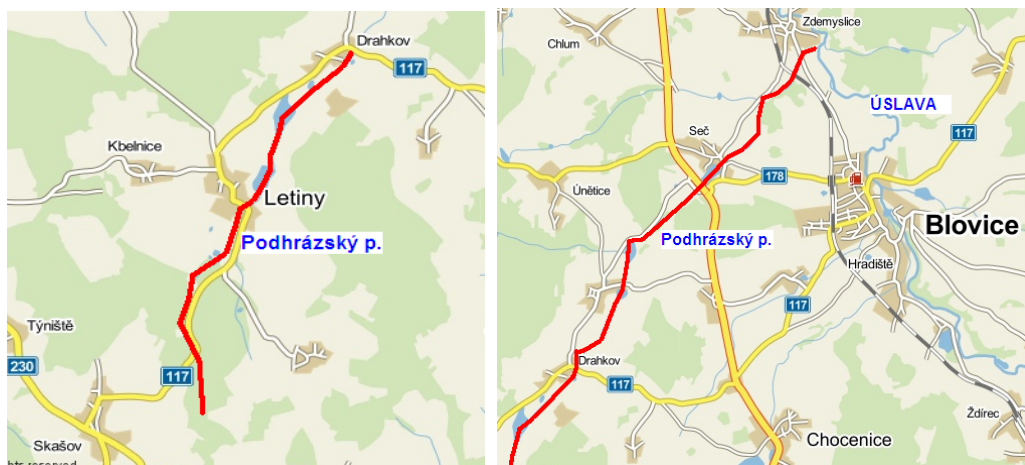 Drahkov
117
Kbelnice
Letiny
Podhrázský p.
Týniště
230
117
Skašov
Zdemyslice
Chlum
ÚSLAVA
117
Seč
178
Únětice
Blovice
Podhrázský p.
Hradiště
117
Drahkov
117
Ždírec
Chocenice